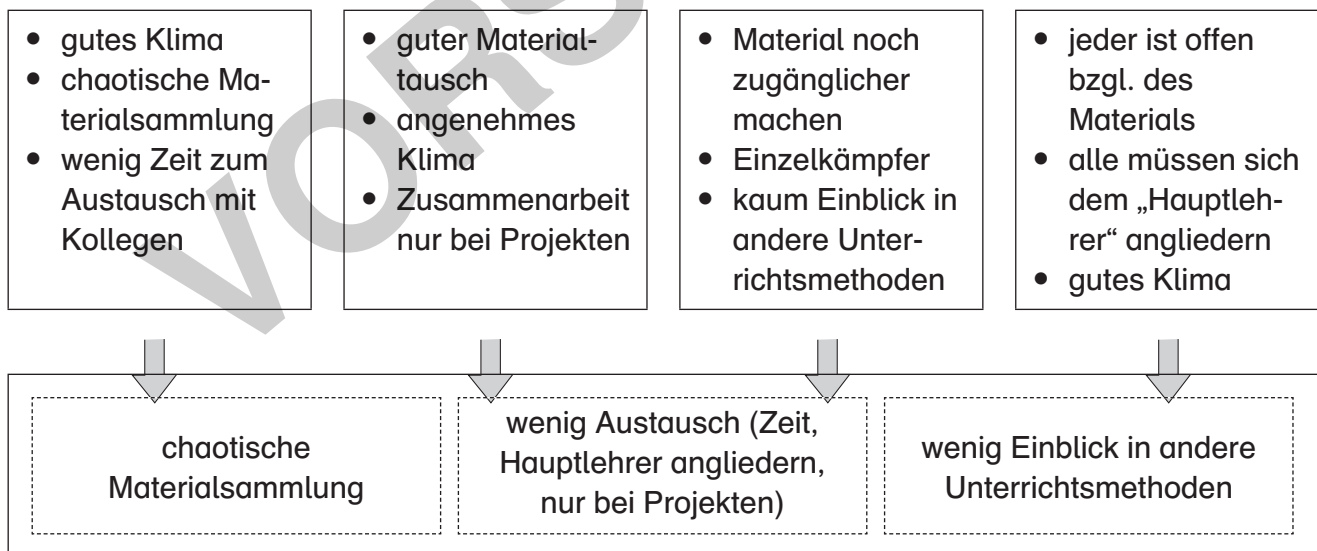 • gutes Klima
• chaotische Ma-
terialsammlung
• wenig Zeit zum
Austausch mit
Kollegen
• guter Material-
tausch
• angenehmes
Klima
• Zusammenarbeit
nur bei Projekten
• Material noch
zugänglicher
machen
• Einzelkämpfer
• kaum Einblick in
andere Unter-
richtsmethoden
• jeder ist offen
bzgl. des
Materials
• alle müssen sich
dem „Hauptleh-
rer“ angliedern
• gutes Klima
chaotische
Materialsammlung
wenig Austausch (Zeit,
Hauptlehrer angliedern,
nur bei Projekten)
wenig Einblick in andere
Unterrichtsmethoden
VORS